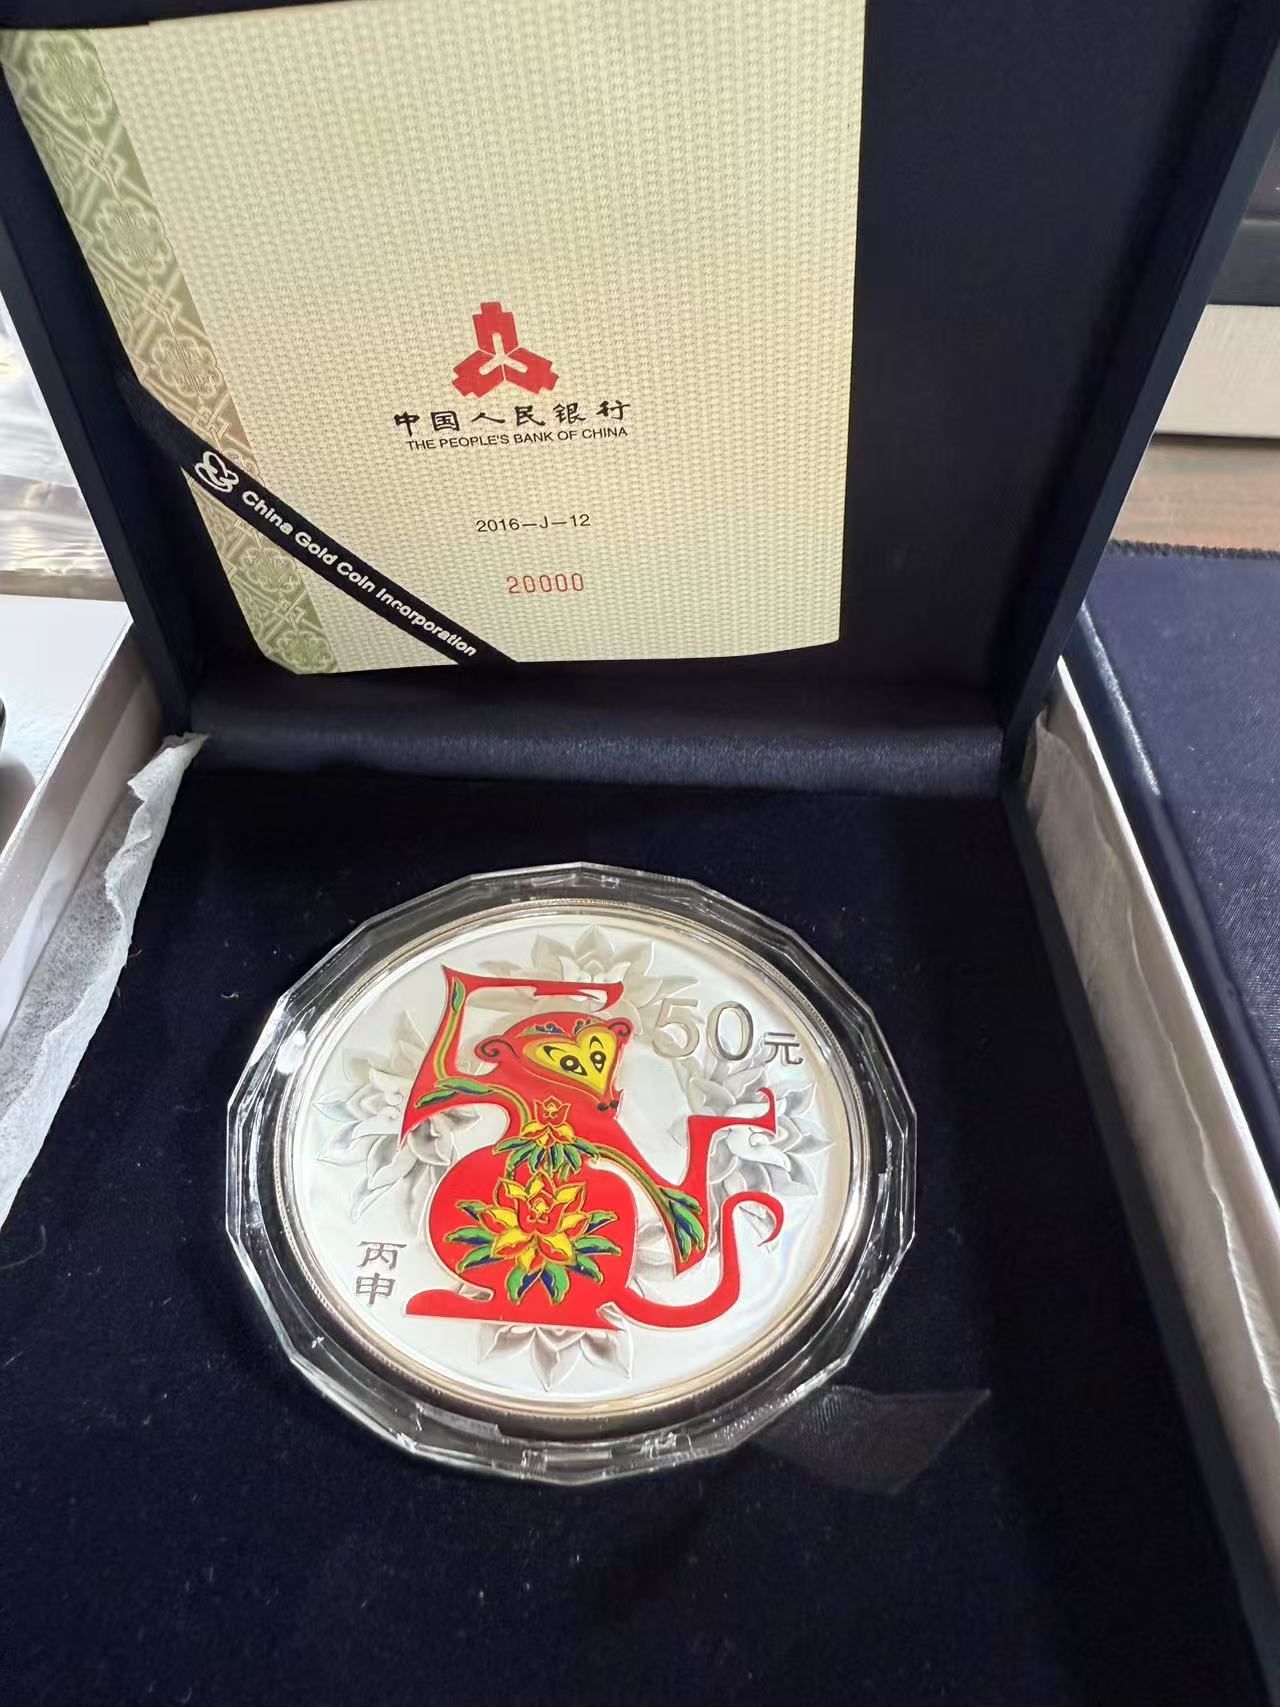 中国人民银行
THE PEOPLE'S BANK OF CHINA
2016-J-12
20000
China Gold Coin Incorporation
50元
丙
申